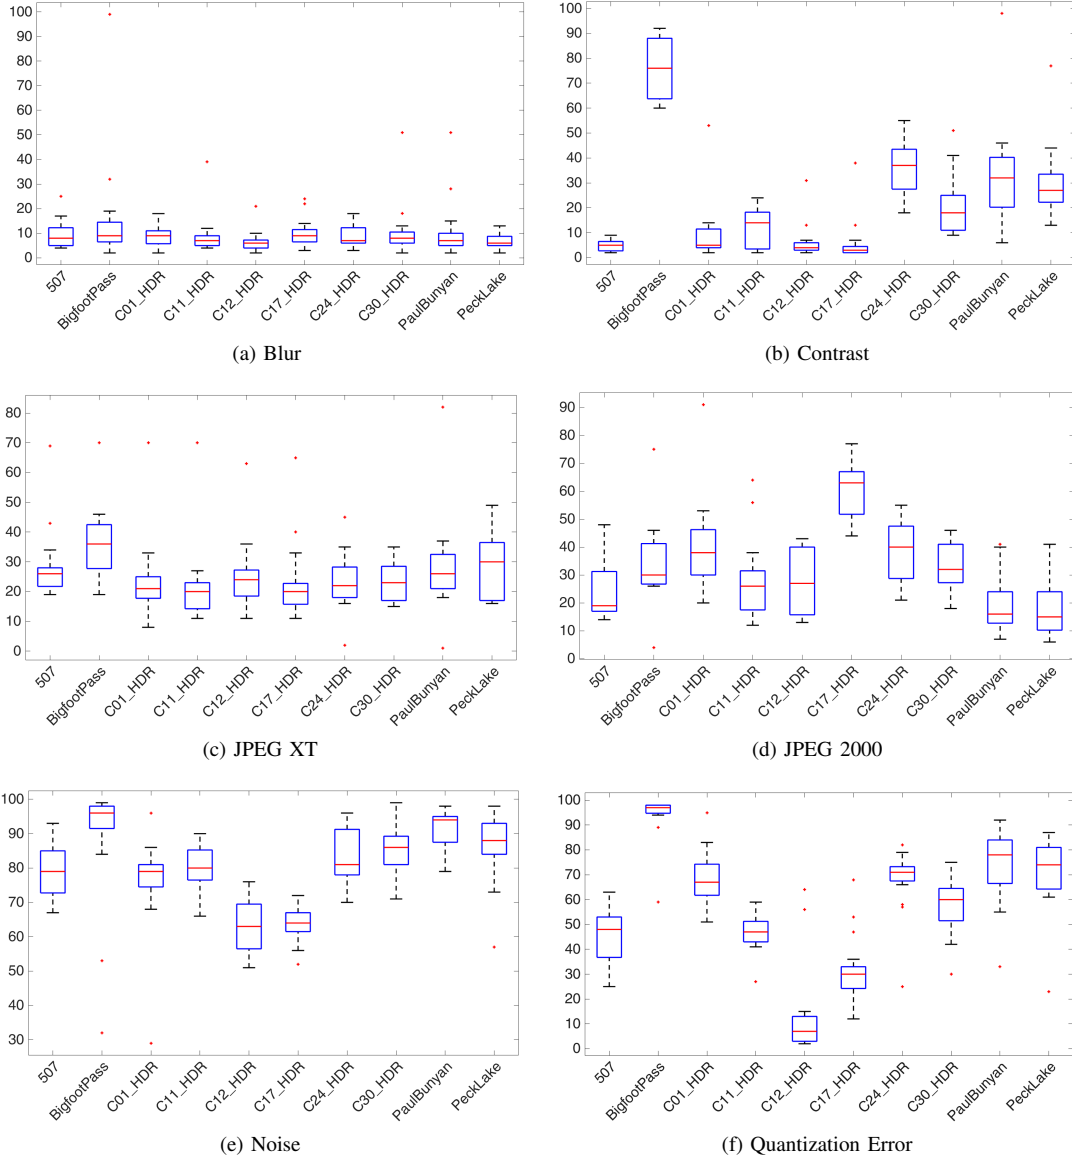 100
90
80
70
60
50
40
30
20
10
0
507
BigfootPass
C01_HDR
C11_HDR
C12_HDR
C17_HDR
C24_HDR
C30_HDR
PaulBunyan
PeckLake
(a) Blur
100
90
80
70
60
50
40
30
20
10
0
507
BigfootPass
C01_HDR
C11_HDR
C12_HDR
C17_HDR
C24_HDR
C30_HDR
PaulBunyan
PeckLake
(b) Contrast
80
70
60
50
40
30
20
10
0
507
BigfootPass
C01_HDR
C11_HDR
C12_HDR
C17_HDR
C24_HDR
C30_HDR
PaulBunyan
PeckLake
(c) JPEG XT
90
80
70
60
50
40
30
20
10
0
507
BigfootPass
C01_HDR
C11_HDR
C12_HDR
C17_HDR
C24_HDR
C30_HDR
PaulBunyan
PeckLake
(d) JPEG 2000
100
90
80
70
60
50
40
30
507
BigfootPass
C01_HDR
C11_HDR
C12_HDR
C17_HDR
C24_HDR
C30_HDR
PaulBunyan
PeckLake
(e) Noise
100
90
80
70
60
50
40
30
20
10
0
507
BigfootPass
C01_HDR
C11_HDR
C12_HDR
C17_HDR
C24_HDR
C30_HDR
PaulBunyan
PeckLake
(f) Quantization Error